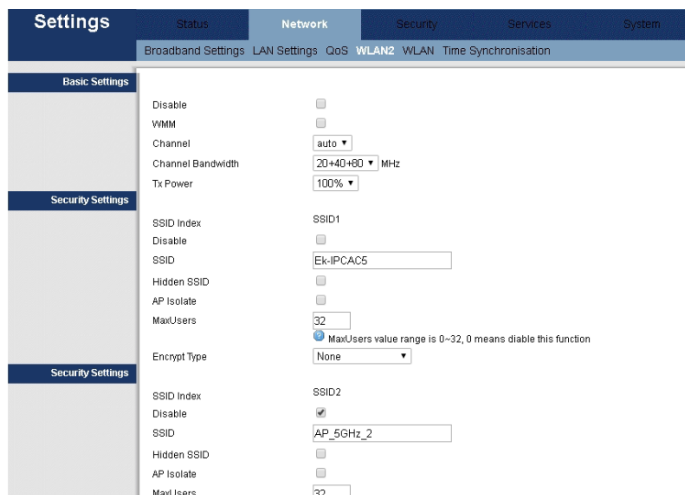 Settings
Status Network Security Services System
Broadband Settings LAN Settings QoS WLAN2 WLAN Time Synchronisation
Basic Settings
Disable
WMM
Channel auto
Channel Bandwidth 20+40+80 MHz
Tx Power 100%
Security Settings
SSID Index SSID1
Disable
SSID Ek-IPCAC5
Hidden SSID
AP Isolate
MaxUsers 32
MaxUsers value range is 0~32, 0 means diable this function
Encrypt Type None
Security Settings
SSID Index SSID2
Disable
SSID AP_5GHz_2
Hidden SSID
AP Isolate
MaxUsers 32